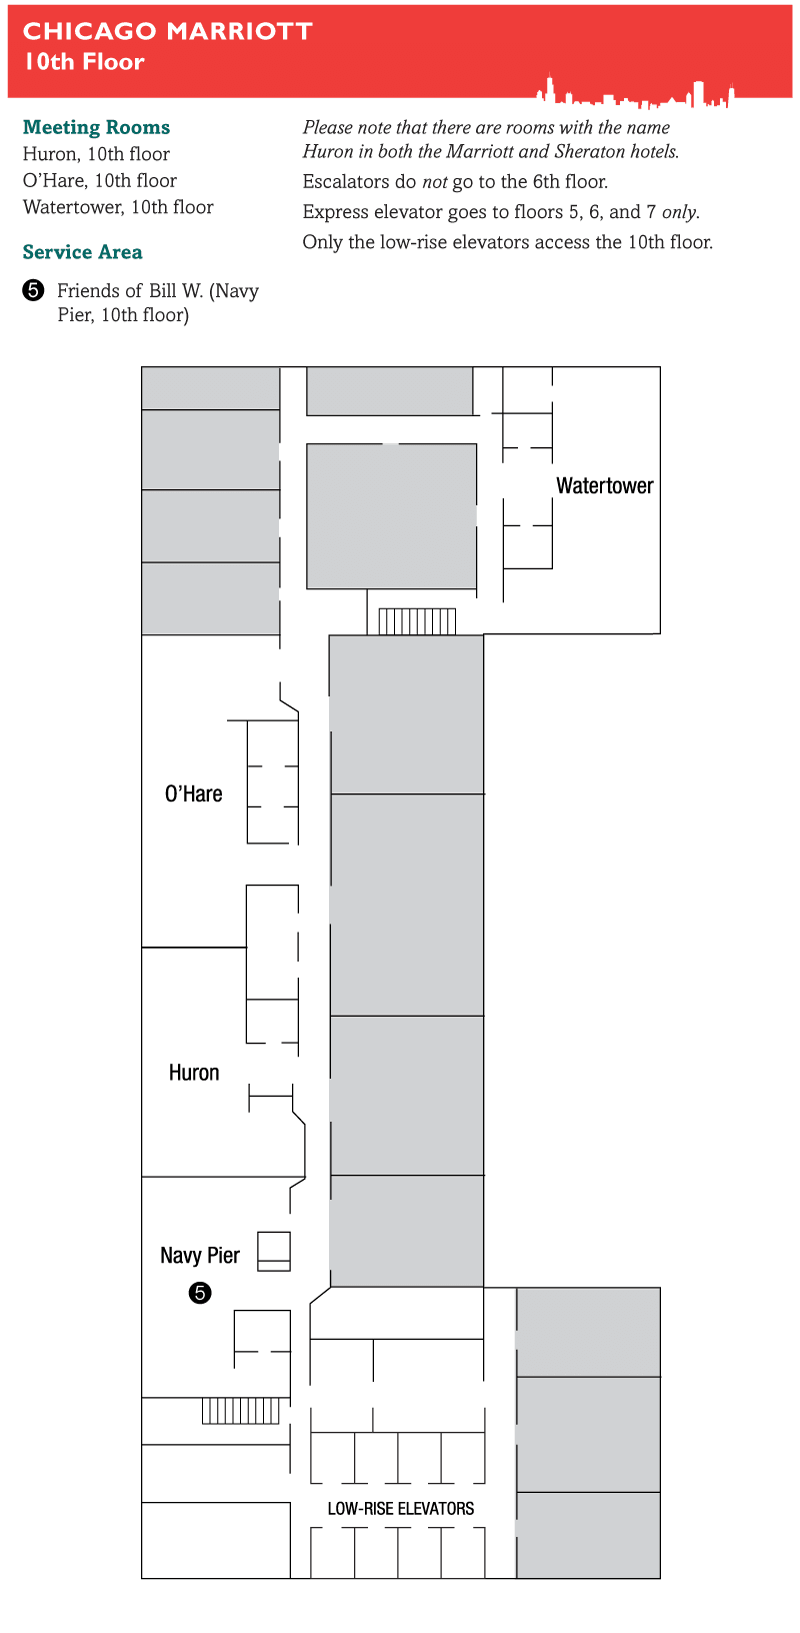 CHICAGO MARRIOTT
10th Floor
Meeting Rooms
Huron, 10th floor
O’Hare, 10th floor
Watertower, 10th floor
Service Area
5 Friends of Bill W. (Navy
Pier, 10th floor)
Please note that there are rooms with the name
Huron in both the Marriott and Sheraton hotels.
Escalators do not go to the 6th floor.
Express elevator goes to floors 5, 6, and 7 only.
Only the low-rise elevators access the 10th floor.
Watertower
O’Hare
Huron
Navy Pier
5
LOW-RISE ELEVATORS